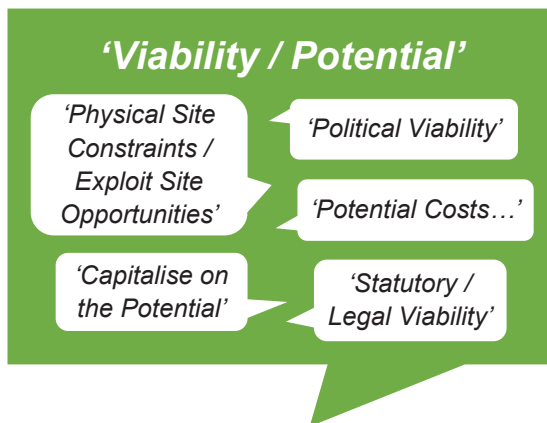 ‘Viability / Potential’
‘Physical Site
Constraints /
Exploit Site
Opportunities’
‘Political Viability’
‘Potential Costs…’
‘Capitalise on
the Potential’
‘Statutory /
Legal Viability’